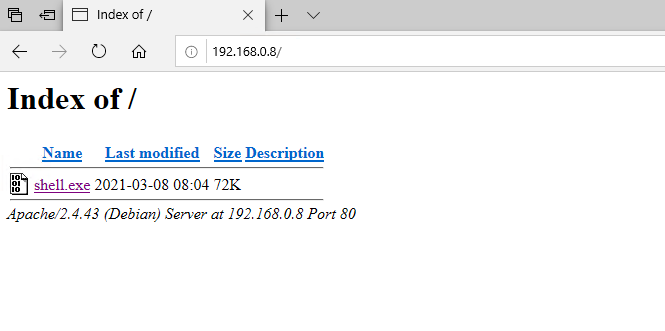 Index of /
192.168.0.8/
Index of /
Name Last modified Size Description
shell.exe 2021-03-08 08:04 72K
Apache/2.4.43 (Debian) Server at 192.168.0.8 Port 80